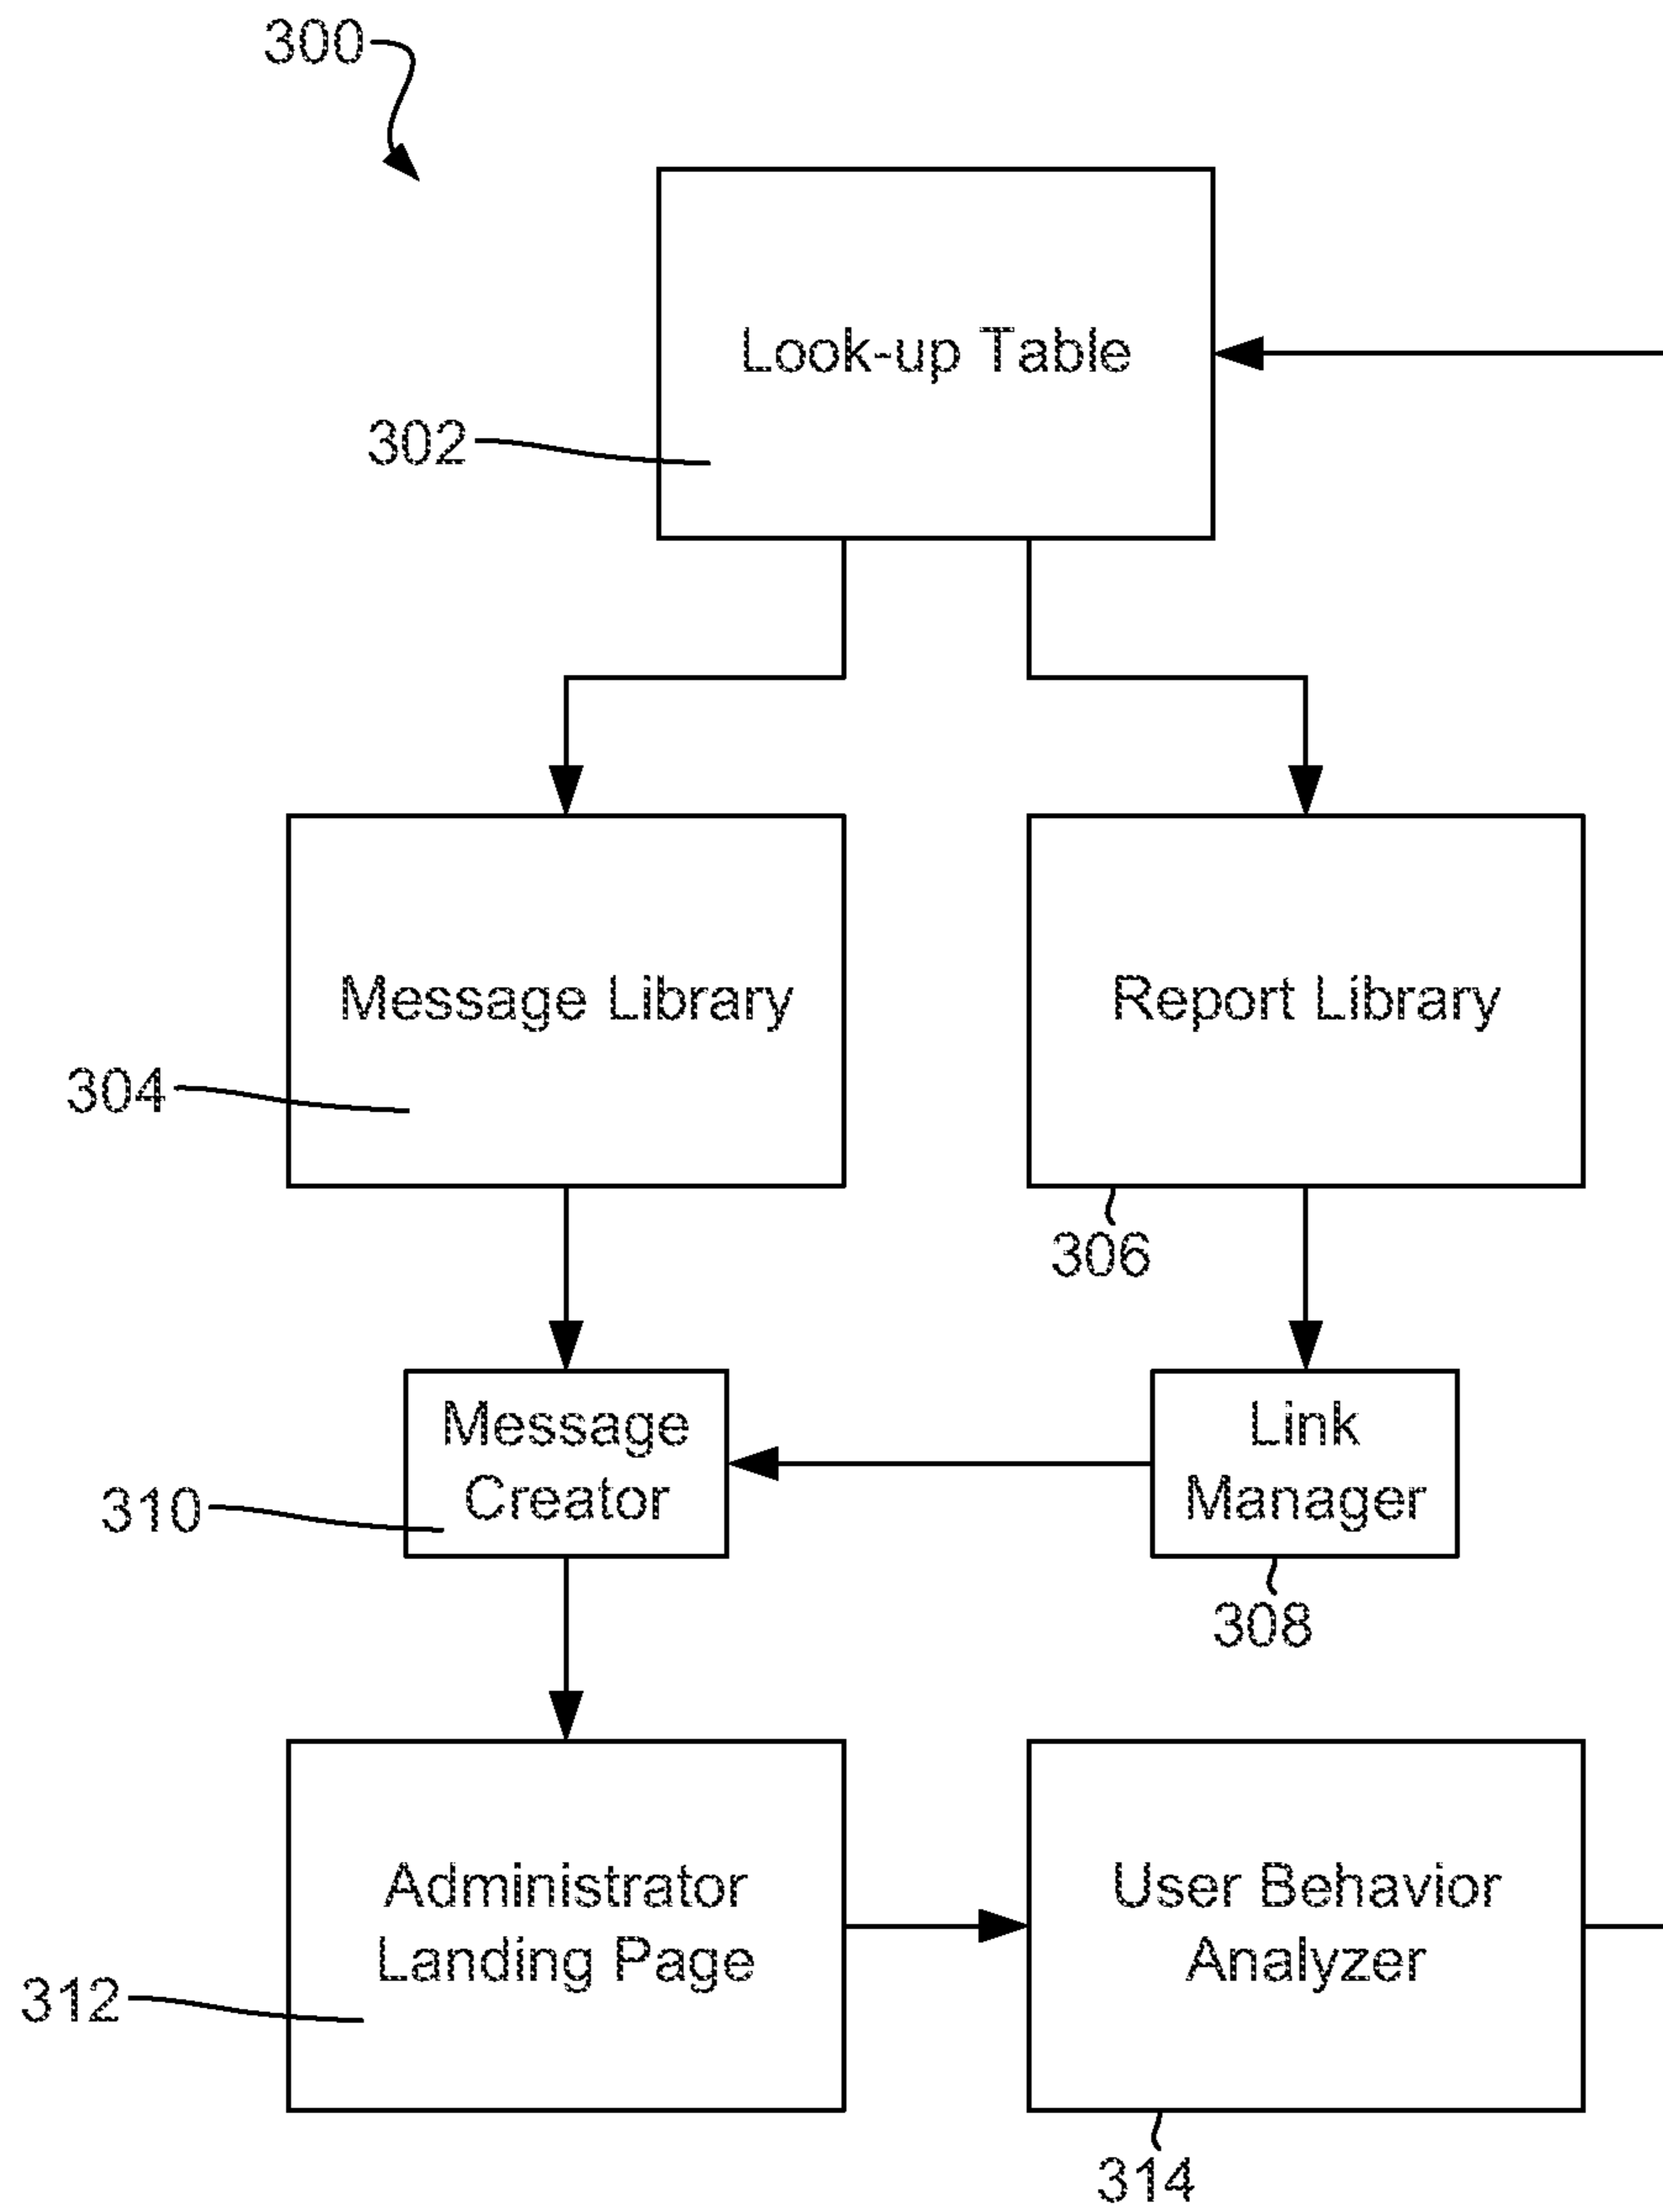 300
Look-up Table
302
Message Library
Report Library
304
306
Message
Creator
Link
Manager
310
308
Administrator
Landing Page
User Behavior
Analyzer
312
314